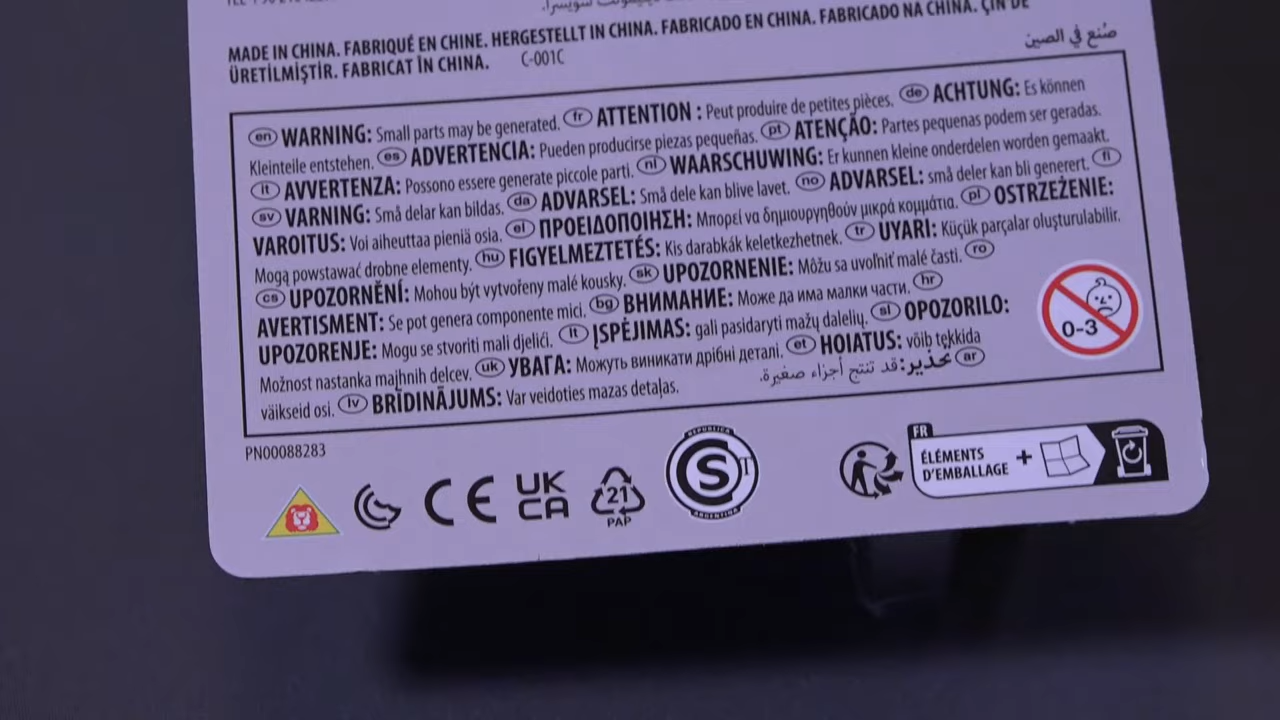 MADE IN CHINA. FABRIQUÉ EN CHINE. HERGESTELLT IN CHINA. FABRICADO EN CHINA. FABRICADO NA CHINA. ÇİN'DE
ÜRETİLMİŞTİR. FABRICAT ÎN CHINA. C-001C صُنع في الصين
en WARNING: Small parts may be generated. fr ATTENTION : Peut produire de petites pièces. de ACHTUNG: Es können
Kleinteile entstehen. es ADVERTENCIA: Pueden producirse piezas pequeñas. pt ATENÇÃO: Partes pequenas podem ser geradas.
it AVVERTENZA: Possono essere generate piccole parti. nl WAARSCHUWING: Er kunnen kleine onderdelen worden gemaakt.
sv VARNING: Små delar kan bildas. da ADVARSEL: Små dele kan blive lavet. no ADVARSEL: små deler kan bli generert. fi
VAROITUS: Voi aiheuttaa pieniä osia. el ΠΡΟΕΙΔΟΠΟΙΗΣΗ: Μπορεί να δημιουργηθούν μικρά κομμάτια. pl OSTRZEŻENIE:
Mogą powstawać drobne elementy. hu FIGYELMEZTETÉS: Kis darabkák keletkezhetnek. tr UYARI: Küçük parçalar oluşturulabilir.
cs UPOZORNĚNÍ: Mohou být vytvořeny malé kousky. sk UPOZORNENIE: Môžu sa uvoľniť malé časti. ro
AVERTISMENT: Se pot genera componente mici. bg ВНИМАНИЕ: Може да има малки части. hr
UPOZORENJE: Mogu se stvoriti mali djelići. lt ĮSPĖJIMAS: gali pasidaryti mažų dalelių. sl OPOZORILO:
Možnost nastanka majhnih delcev. uk УВАГА: Можуть виникати дрібні деталі. et HOIATUS: võib tekkida
väikseid osi. lv BRĪDINĀJUMS: Var veidoties mazas detaļas. ar تحذير: قد تنتج أجزاء صغيرة.
0-3
PN00088283
CE
UK
CA
21
PAP
REPUBLICA
S
ARGENTINA
FR
ÉLÉMENTS
D'EMBALLAGE +